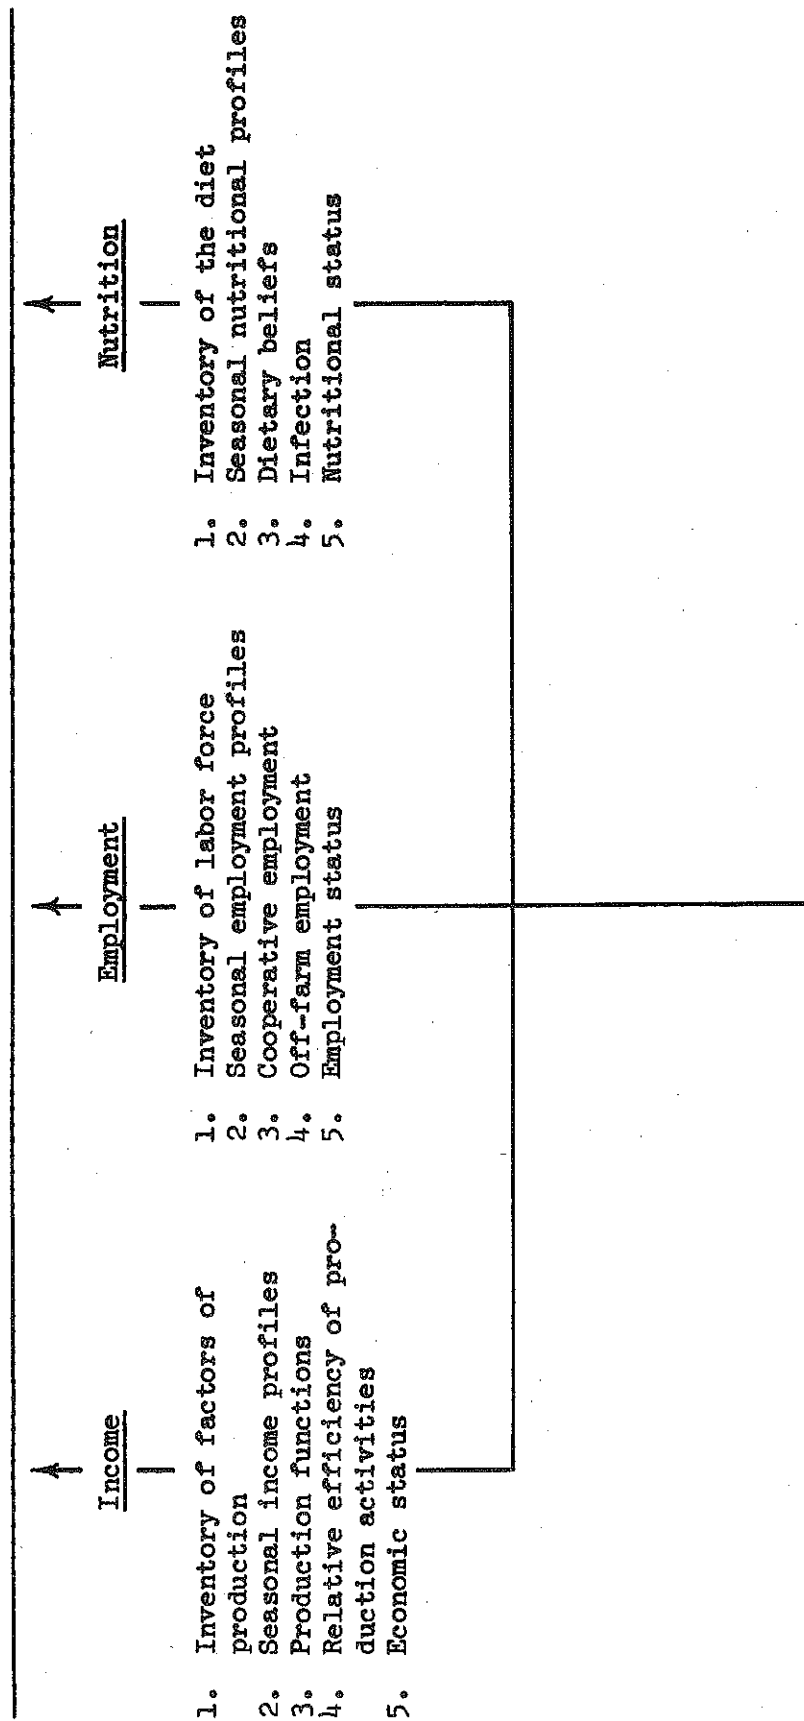 Income
1. Inventory of factors of
production
2. Seasonal income profiles
3. Production functions
4. Relative efficiency of pro-
duction activities
5. Economic status
Employment
1. Inventory of labor force
2. Seasonal employment profiles
3. Cooperative employment
4. Off-farm employment
5. Employment status
Nutrition
1. Inventory of the diet
2. Seasonal nutritional profiles
3. Dietary beliefs
4. Infection
5. Nutritional status